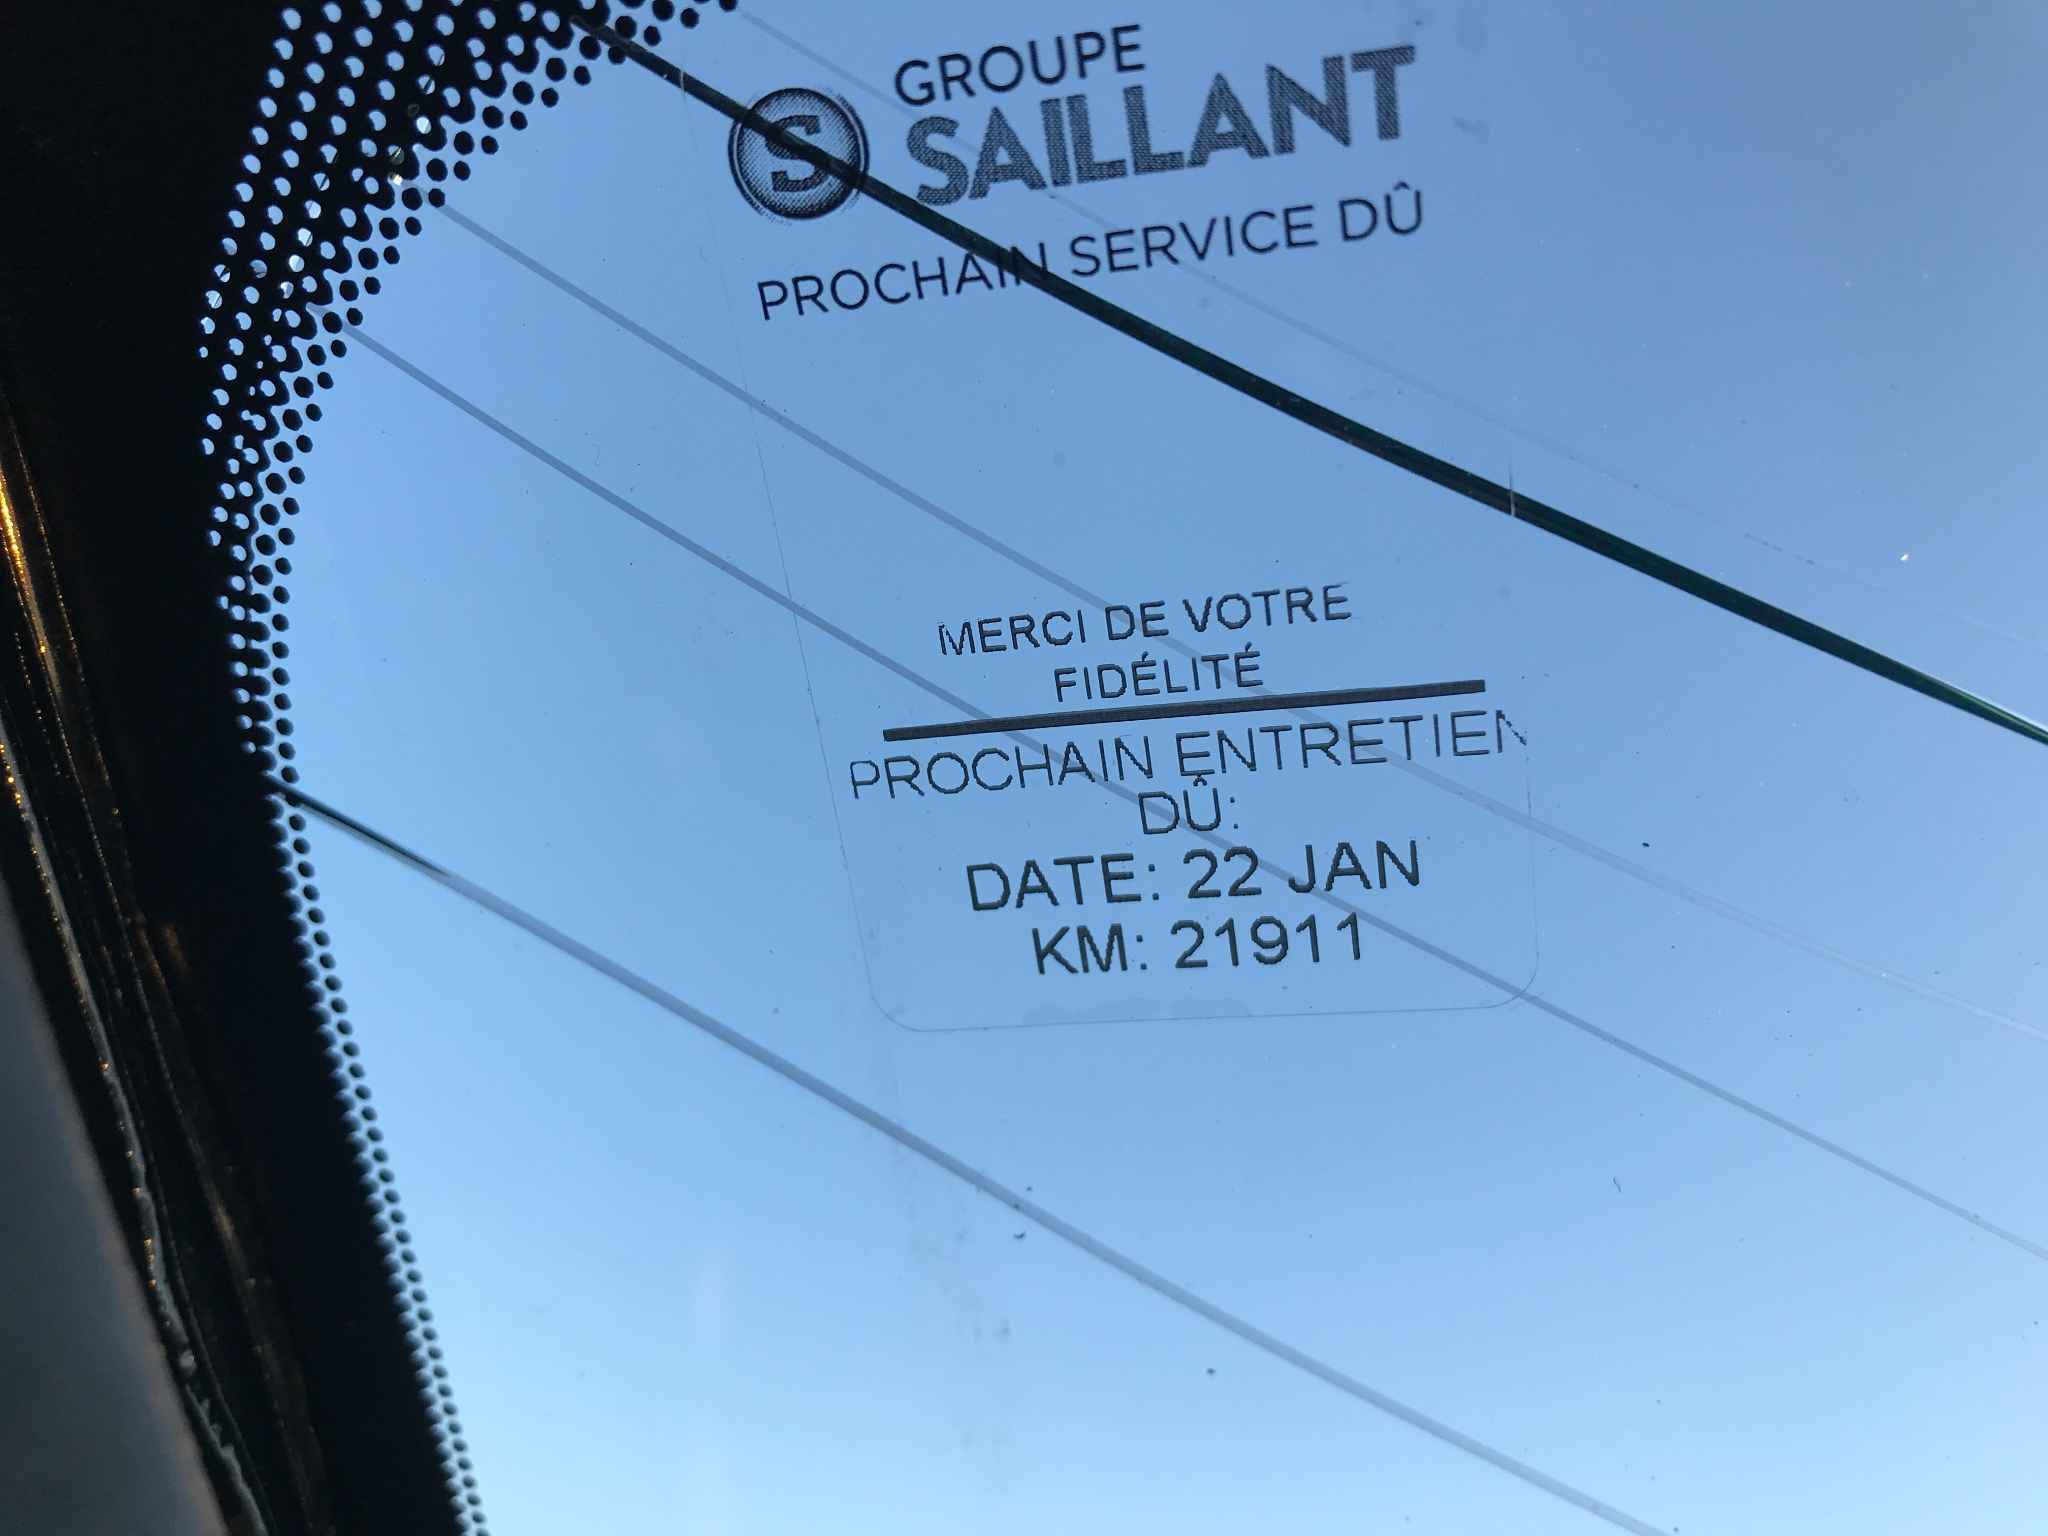 GROUPE
S SAILLANT
PROCHAIN SERVICE DÛ
MERCI DE VOTRE
FIDÉLITÉ
PROCHAIN ENTRETIEN
DÛ:
DATE: 22 JAN
KM: 21911